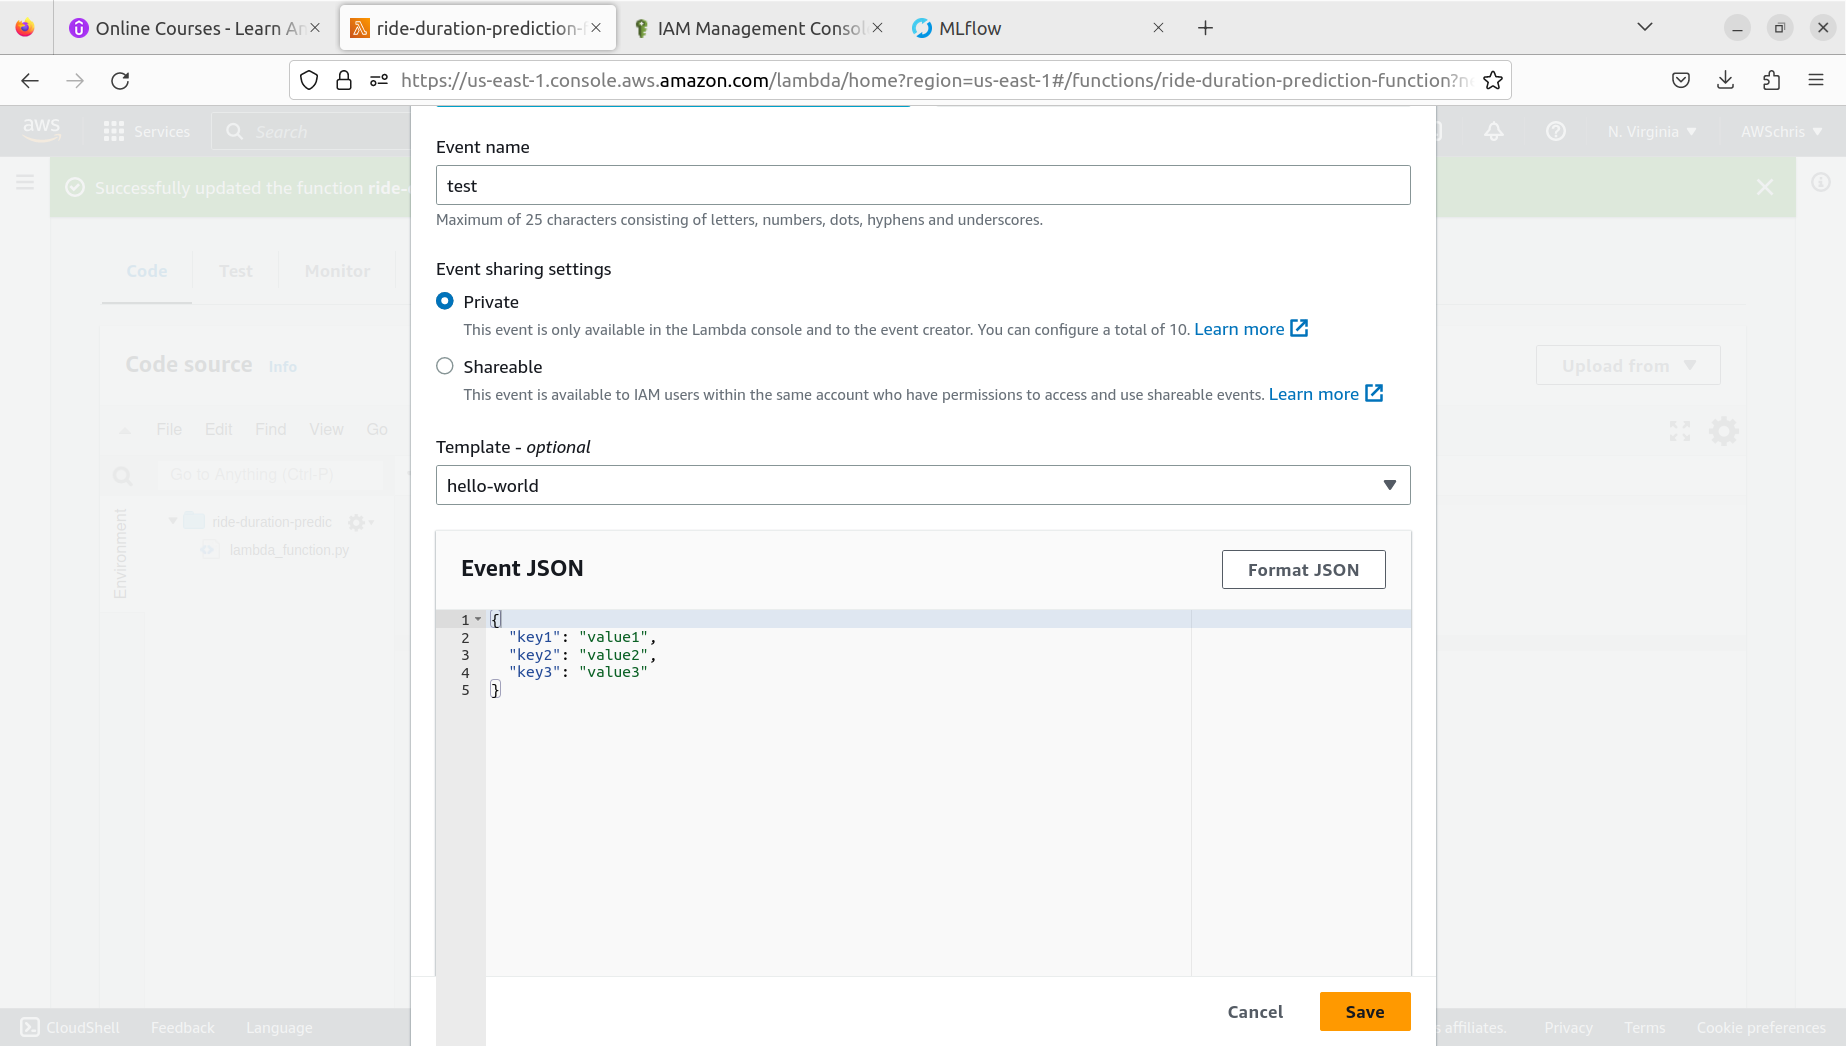 Online Courses - Learn An
ride-duration-prediction-f
IAM Management Consol
MLflow
https://us-east-1.console.aws.amazon.com/lambda/home?region=us-east-1#/functions/ride-duration-prediction-function?ne
aws
Services
Search
N. Virginia
AWSchris
Successfully updated the function ride-
Event name
test
Maximum of 25 characters consisting of letters, numbers, dots, hyphens and underscores.
Code
Test
Monitor
Event sharing settings
Private
This event is only available in the Lambda console and to the event creator. You can configure a total of 10. Learn more
Shareable
This event is available to IAM users within the same account who have permissions to access and use shareable events. Learn more
Code source Info
Upload from
File Edit Find View Go
Go to Anything (Ctrl-P)
Environment
ride-duration-predic
lambda_function.py
Template - optional
hello-world
Event JSON
Format JSON
1 {
2 "key1": "value1",
3 "key2": "value2",
4 "key3": "value3"
5 }
Cancel
Save
CloudShell
Feedback
Language
s affiliates.
Privacy
Terms
Cookie preferences